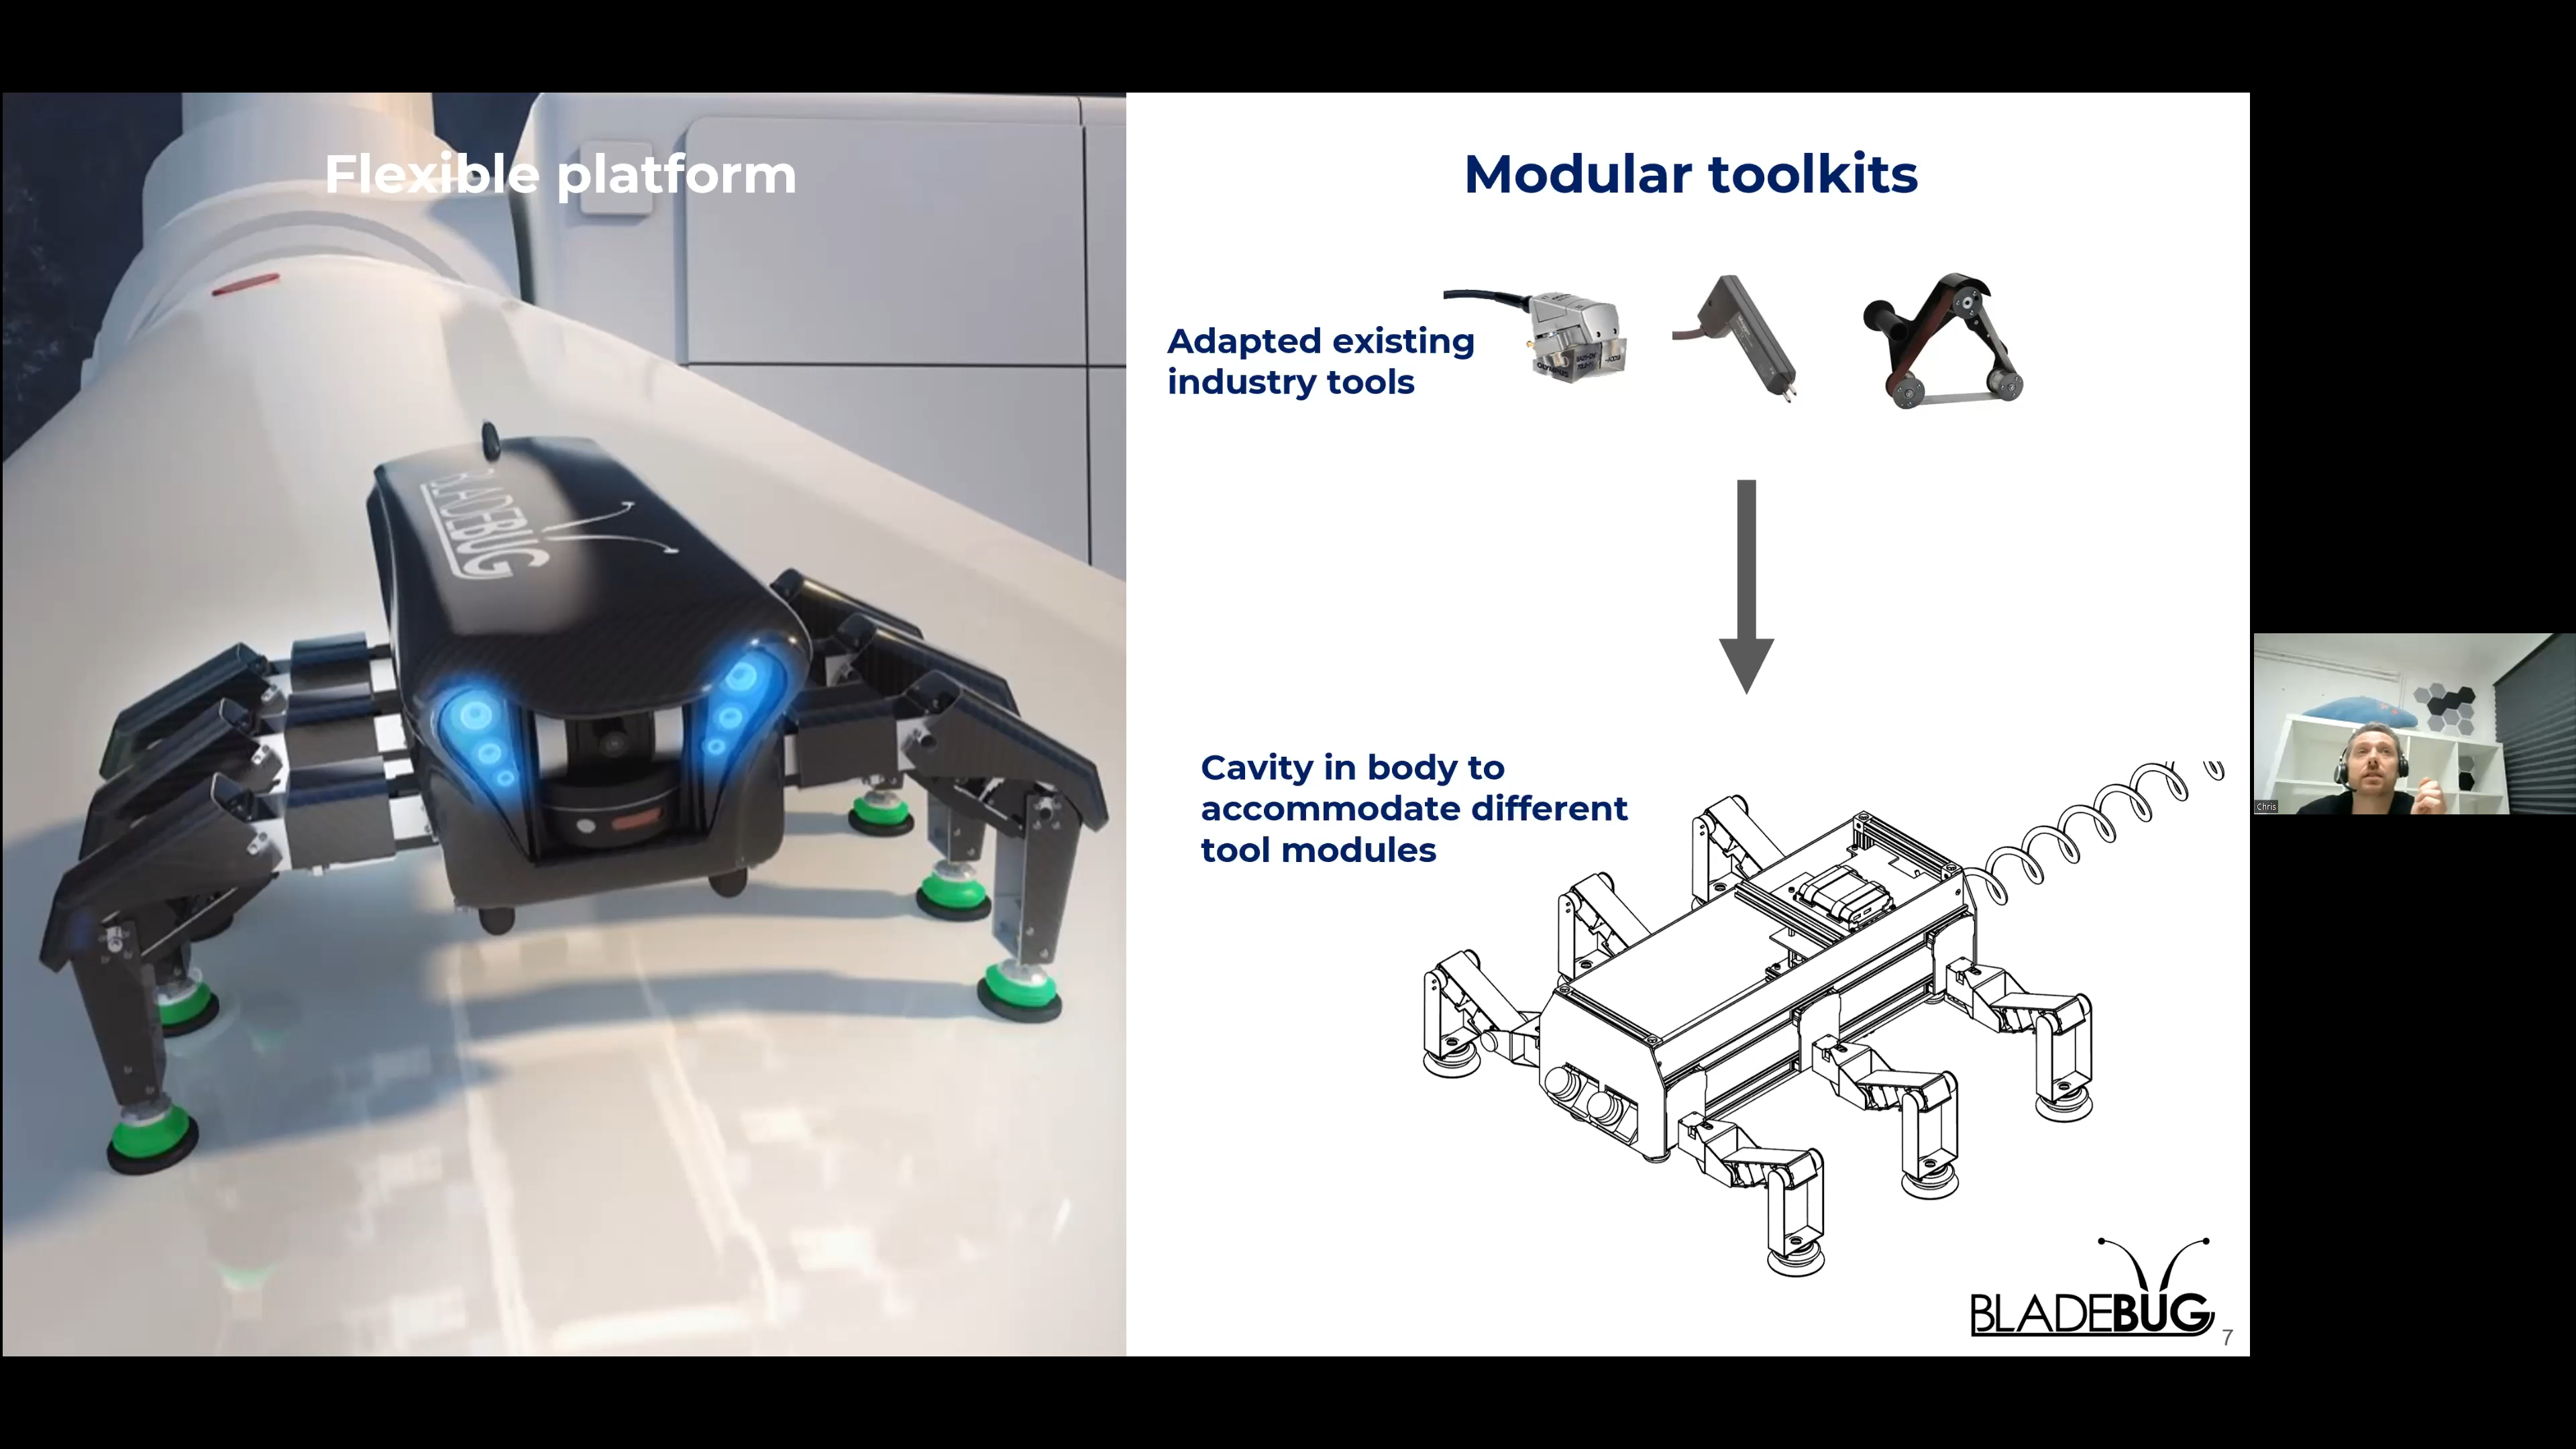 Flexible platform
BLADEBUG
Modular toolkits
Adapted existing
industry tools
OLYMPUS
Cavity in body to
accommodate different
tool modules
BLADEBUG
7
Chris